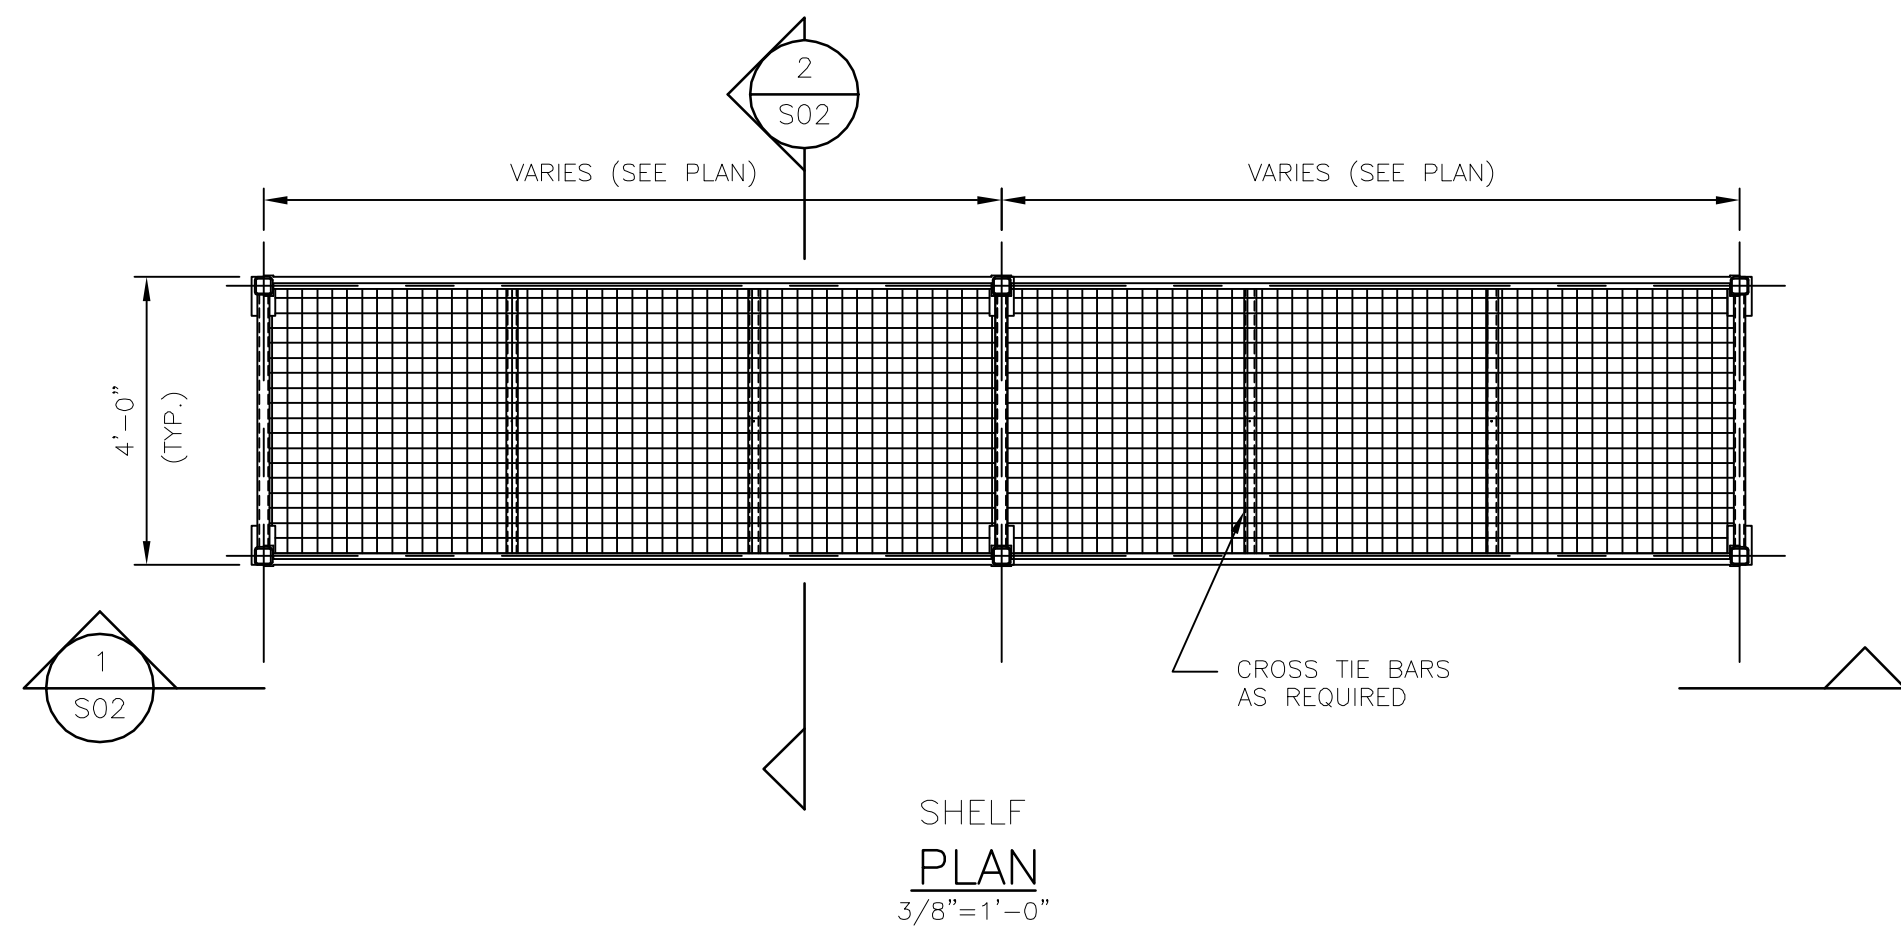 2
S02
VARIES (SEE PLAN)
VARIES (SEE PLAN)
4'-0"
(TYP.)
1
S02
CROSS TIE BARS
AS REQUIRED
SHELF
PLAN
3/8"=1'-0"